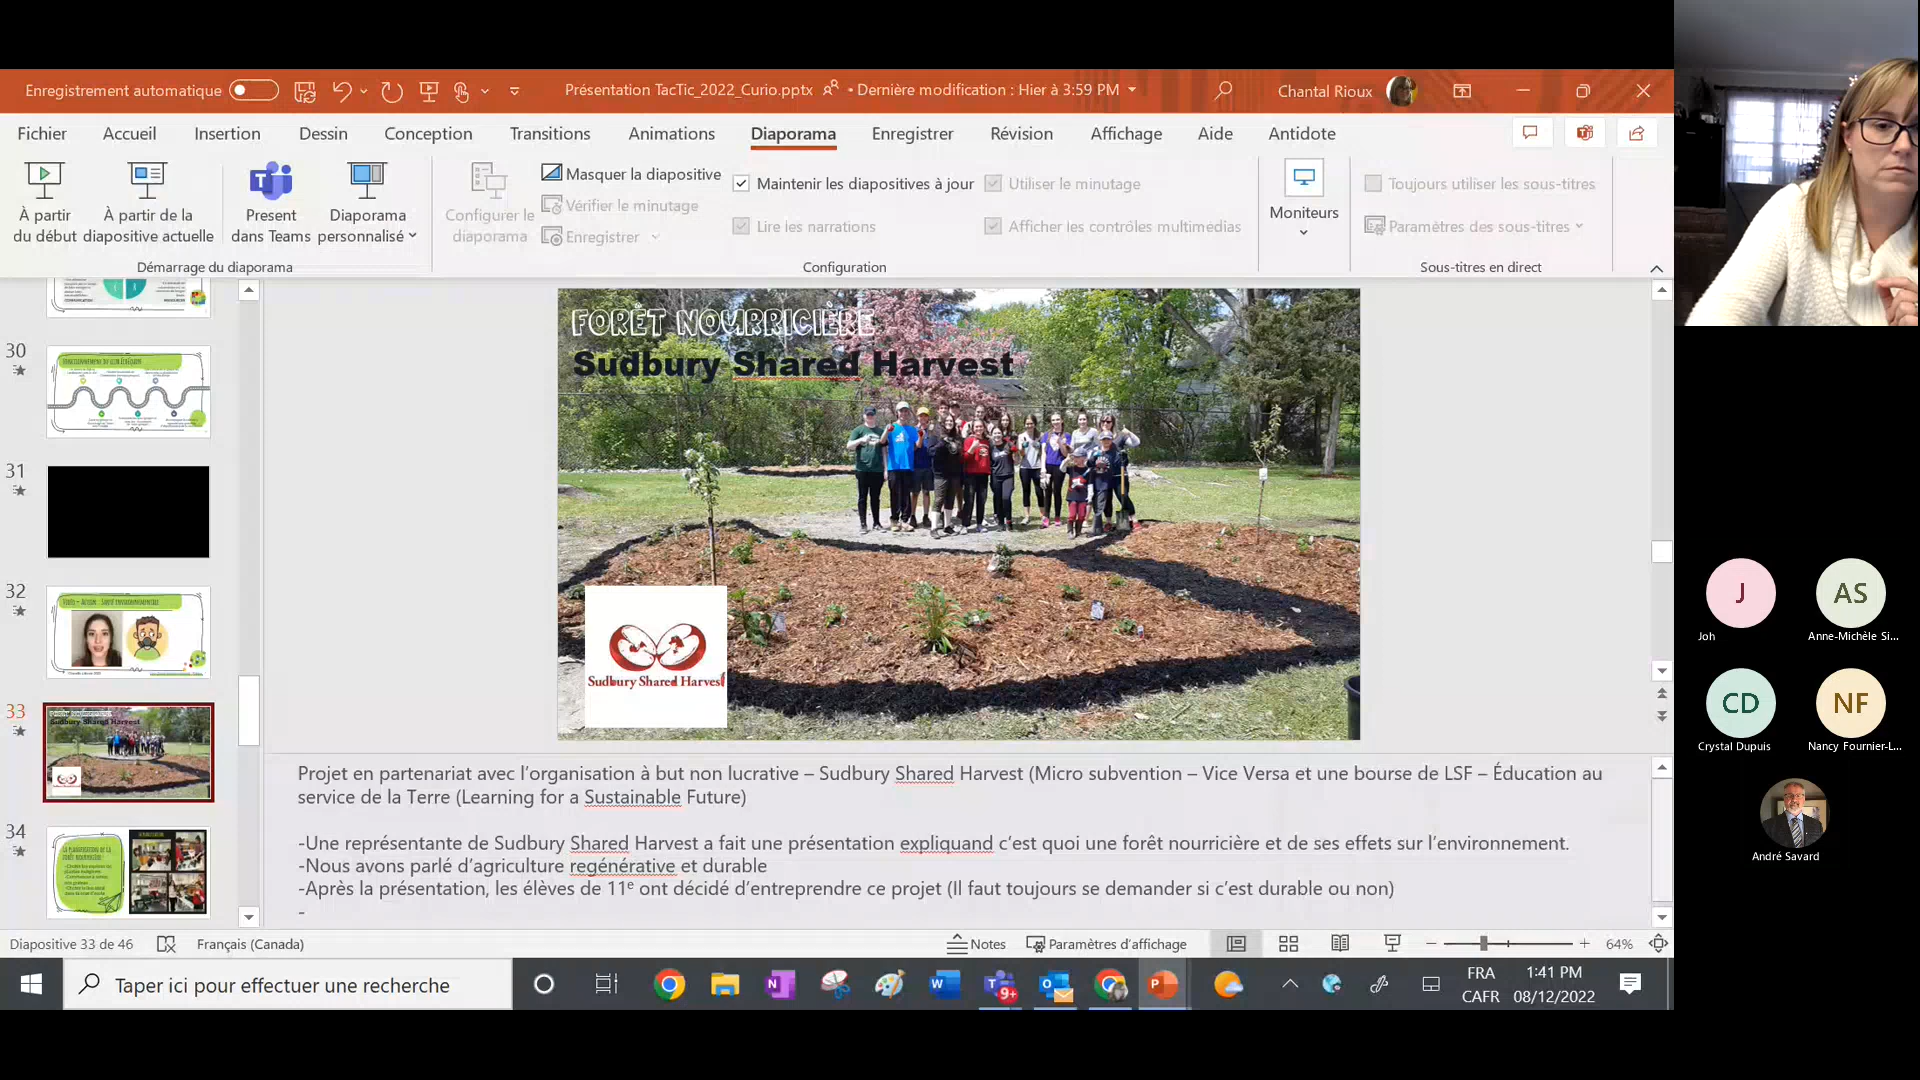 Enregistrement automatique
Présentation TacTic_2022_Curio.pptx • Dernière modification : Hier à 3:59 PM
Chantal Rioux
Fichier Accueil Insertion Dessin Conception Transitions Animations Diaporama Enregistrer Révision Affichage Aide Antidote
À partir du début
À partir de la diapositive actuelle
Present dans Teams
Diaporama personnalisé
Démarrage du diaporama
Configurer le diaporama
Masquer la diapositive
Vérifier le minutage
Enregistrer
Maintenir les diapositives à jour
Lire les narrations
Utiliser le minutage
Afficher les contrôles multimédias
Configuration
Moniteurs
Toujours utiliser les sous-titres
Paramètres des sous-titres
Sous-titres en direct
30
31
32
33
Sudbury Shared Harvest
34
FORÊT NOURRICIÈRE
Sudbury Shared Harvest
Sudbury Shared Harvest
Projet en partenariat avec l'organisation à but non lucrative – Sudbury Shared Harvest (Micro subvention – Vice Versa et une bourse de LSF – Éducation au
service de la Terre (Learning for a Sustainable Future)
-Une représentante de Sudbury Shared Harvest a fait une présentation expliquand c'est quoi une forêt nourricière et de ses effets sur l'environnement.
-Nous avons parlé d'agriculture regénérative et durable
-Après la présentation, les élèves de 11e ont décidé d'entreprendre ce projet (Il faut toujours se demander si c'est durable ou non)
-
Diapositive 33 de 46 Français (Canada) Notes Paramètres d'affichage 64%
Taper ici pour effectuer une recherche
9+
FRA
CAFR
1:41 PM
08/12/2022
J
Joh
AS
Anne-Michèle Si...
CD
Crystal Dupuis
NF
Nancy Fournier-L...
André Savard